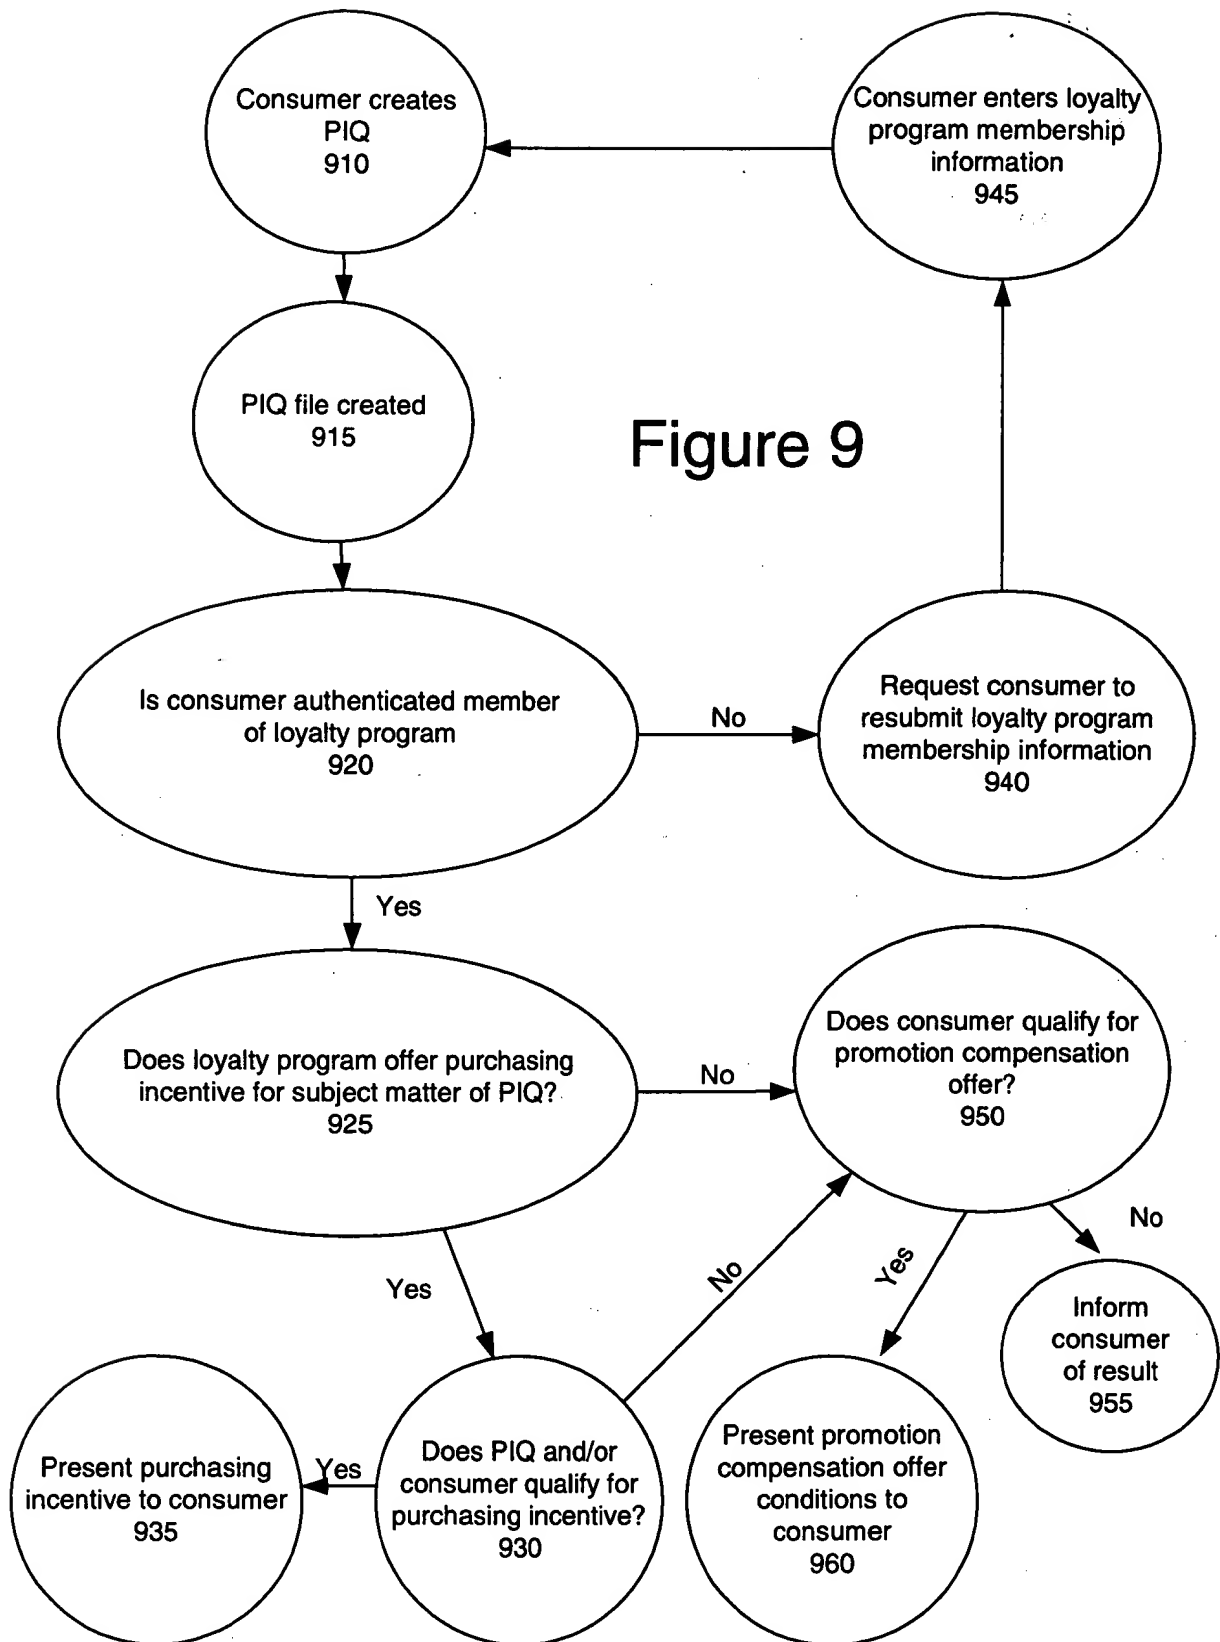 Consumer creates
PIQ
910
Consumer enters loyalty
program membership
information
945
PIQ file created
915
Figure 9
Is consumer authenticated member
of loyalty program
920
No
Request consumer to
resubmit loyalty program
membership information
940
Yes
Does loyalty program offer purchasing
incentive for subject matter of PIQ?
925
No
Does consumer qualify for
promotion compensation
offer?
950
Yes
No
Yes
No
Inform
consumer
of result
955
Present purchasing
incentive to consumer
935
Yes
Does PIQ and/or
consumer qualify for
purchasing incentive?
930
Present promotion
compensation offer
conditions to
consumer
960